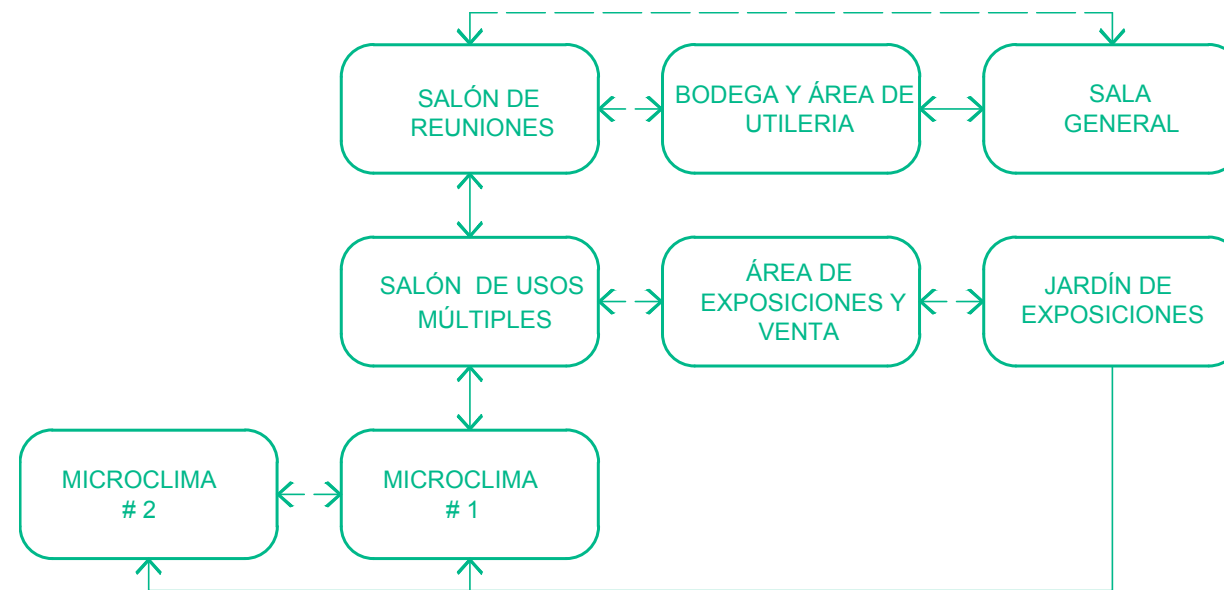 SALÓN DE
REUNIONES
BODEGA Y ÁREA DE
UTILERIA
SALA
GENERAL
SALÓN DE USOS
MÚLTIPLES
ÁREA DE
EXPOSICIONES Y
VENTA
JARDÍN DE
EXPOSICIONES
MICROCLIMA
# 2
MICROCLIMA
# 1